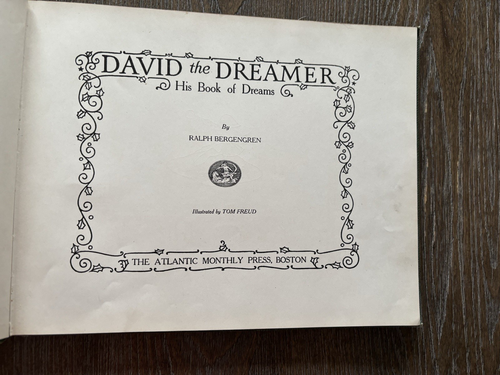 DAVID the DREAMER
His Book of Dreams
By
RALPH BERGENGREN
Illustrated by TOM FREUD
THE ATLANTIC MONTHLY PRESS, BOSTON